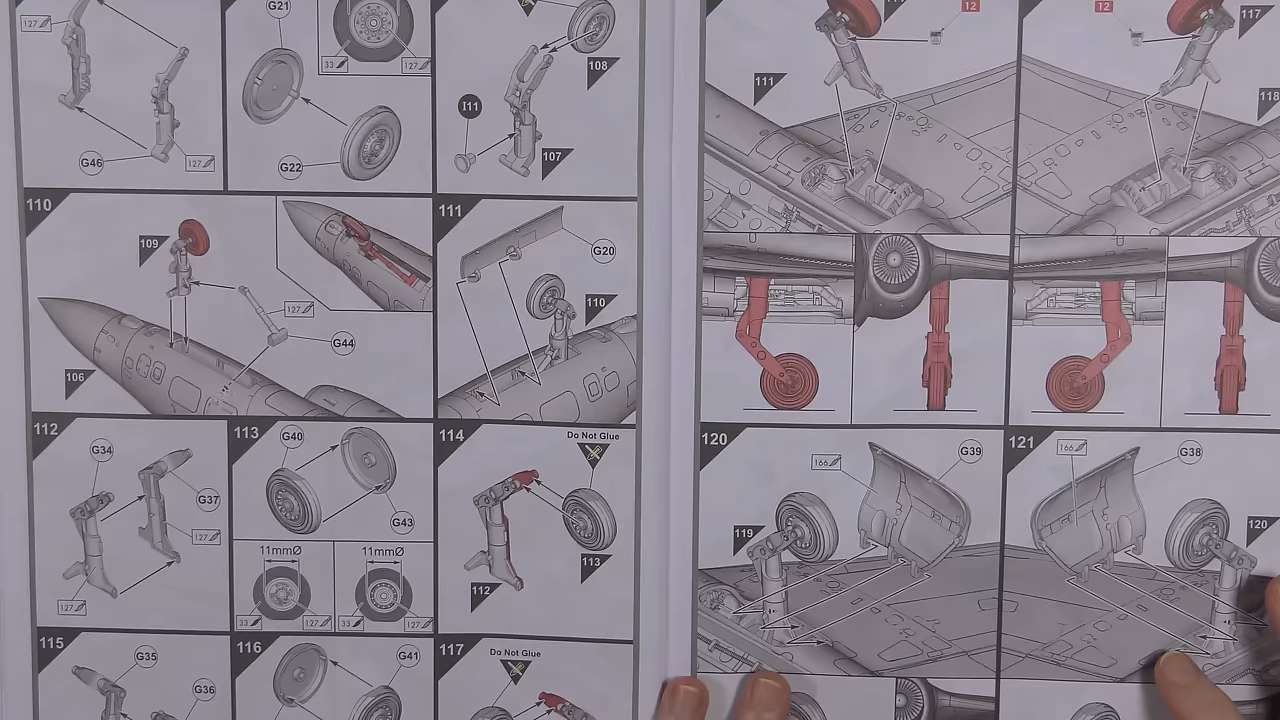 127
G46
127
G21
33
127
G22
108
I11
107
110
109
127
G44
106
111
G20
110
112
G34
G37
127
127
113
G40
G43
11mmØ
11mmØ
33
127
33
127
114
Do Not Glue
113
112
115
G35
G36
116
G41
117
Do Not Glue
12
111
12
117
118
120
166
G39
119
121
166
G38
120